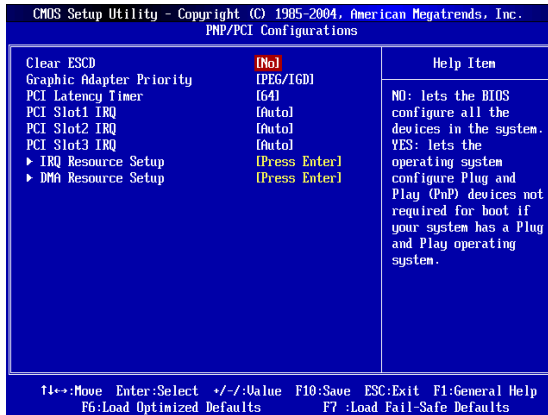 CMOS Setup Utility - Copyright (C) 1985-2004, American Megatrends, Inc.
PNP/PCI Configurations
Clear ESCD [No]
Graphic Adapter Priority [PEG/IGD]
PCI Latency Timer [64]
PCI Slot1 IRQ [Auto]
PCI Slot2 IRQ [Auto]
PCI Slot3 IRQ [Auto]
▶ IRQ Resource Setup [Press Enter]
▶ DMA Resource Setup [Press Enter]
Help Item
NO: lets the BIOS
configure all the
devices in the system.
YES: lets the
operating system
configure Plug and
Play (PnP) devices not
required for boot if
your system has a Plug
and Play operating
system.
↑↓←→:Move Enter:Select +/-/:Value F10:Save ESC:Exit F1:General Help
F6:Load Optimized Defaults F7 :Load Fail-Safe Defaults